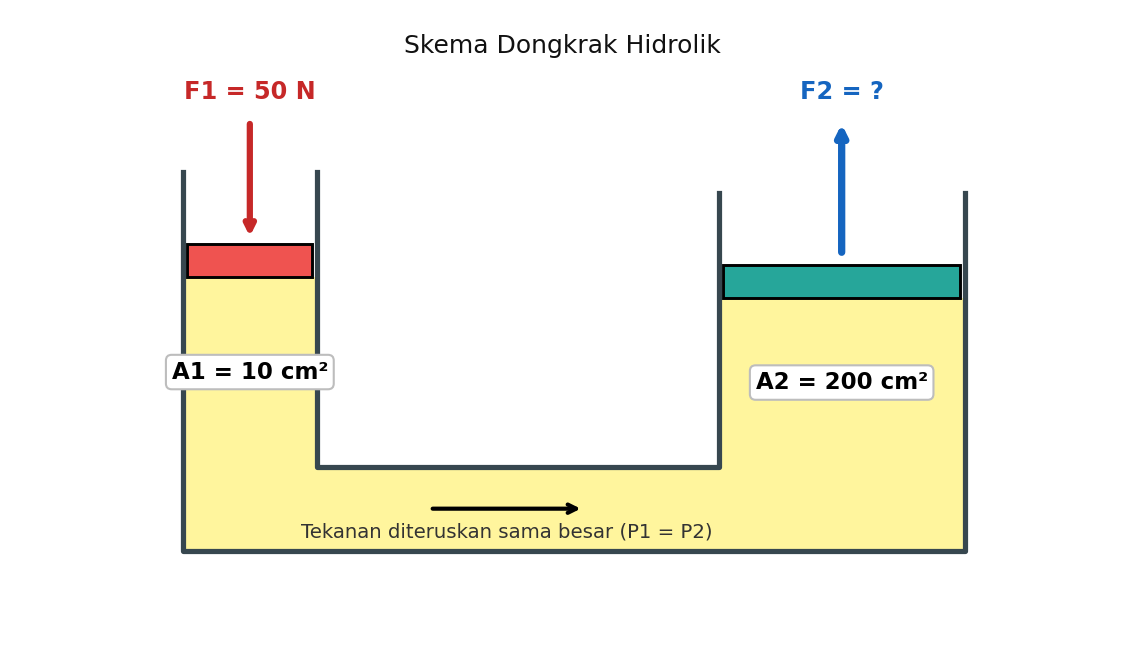 Skema Dongkrak Hidrolik
F1 = 50 N
F2 = ?
A1 = 10 cm²
A2 = 200 cm²
Tekanan diteruskan sama besar (P1 = P2)